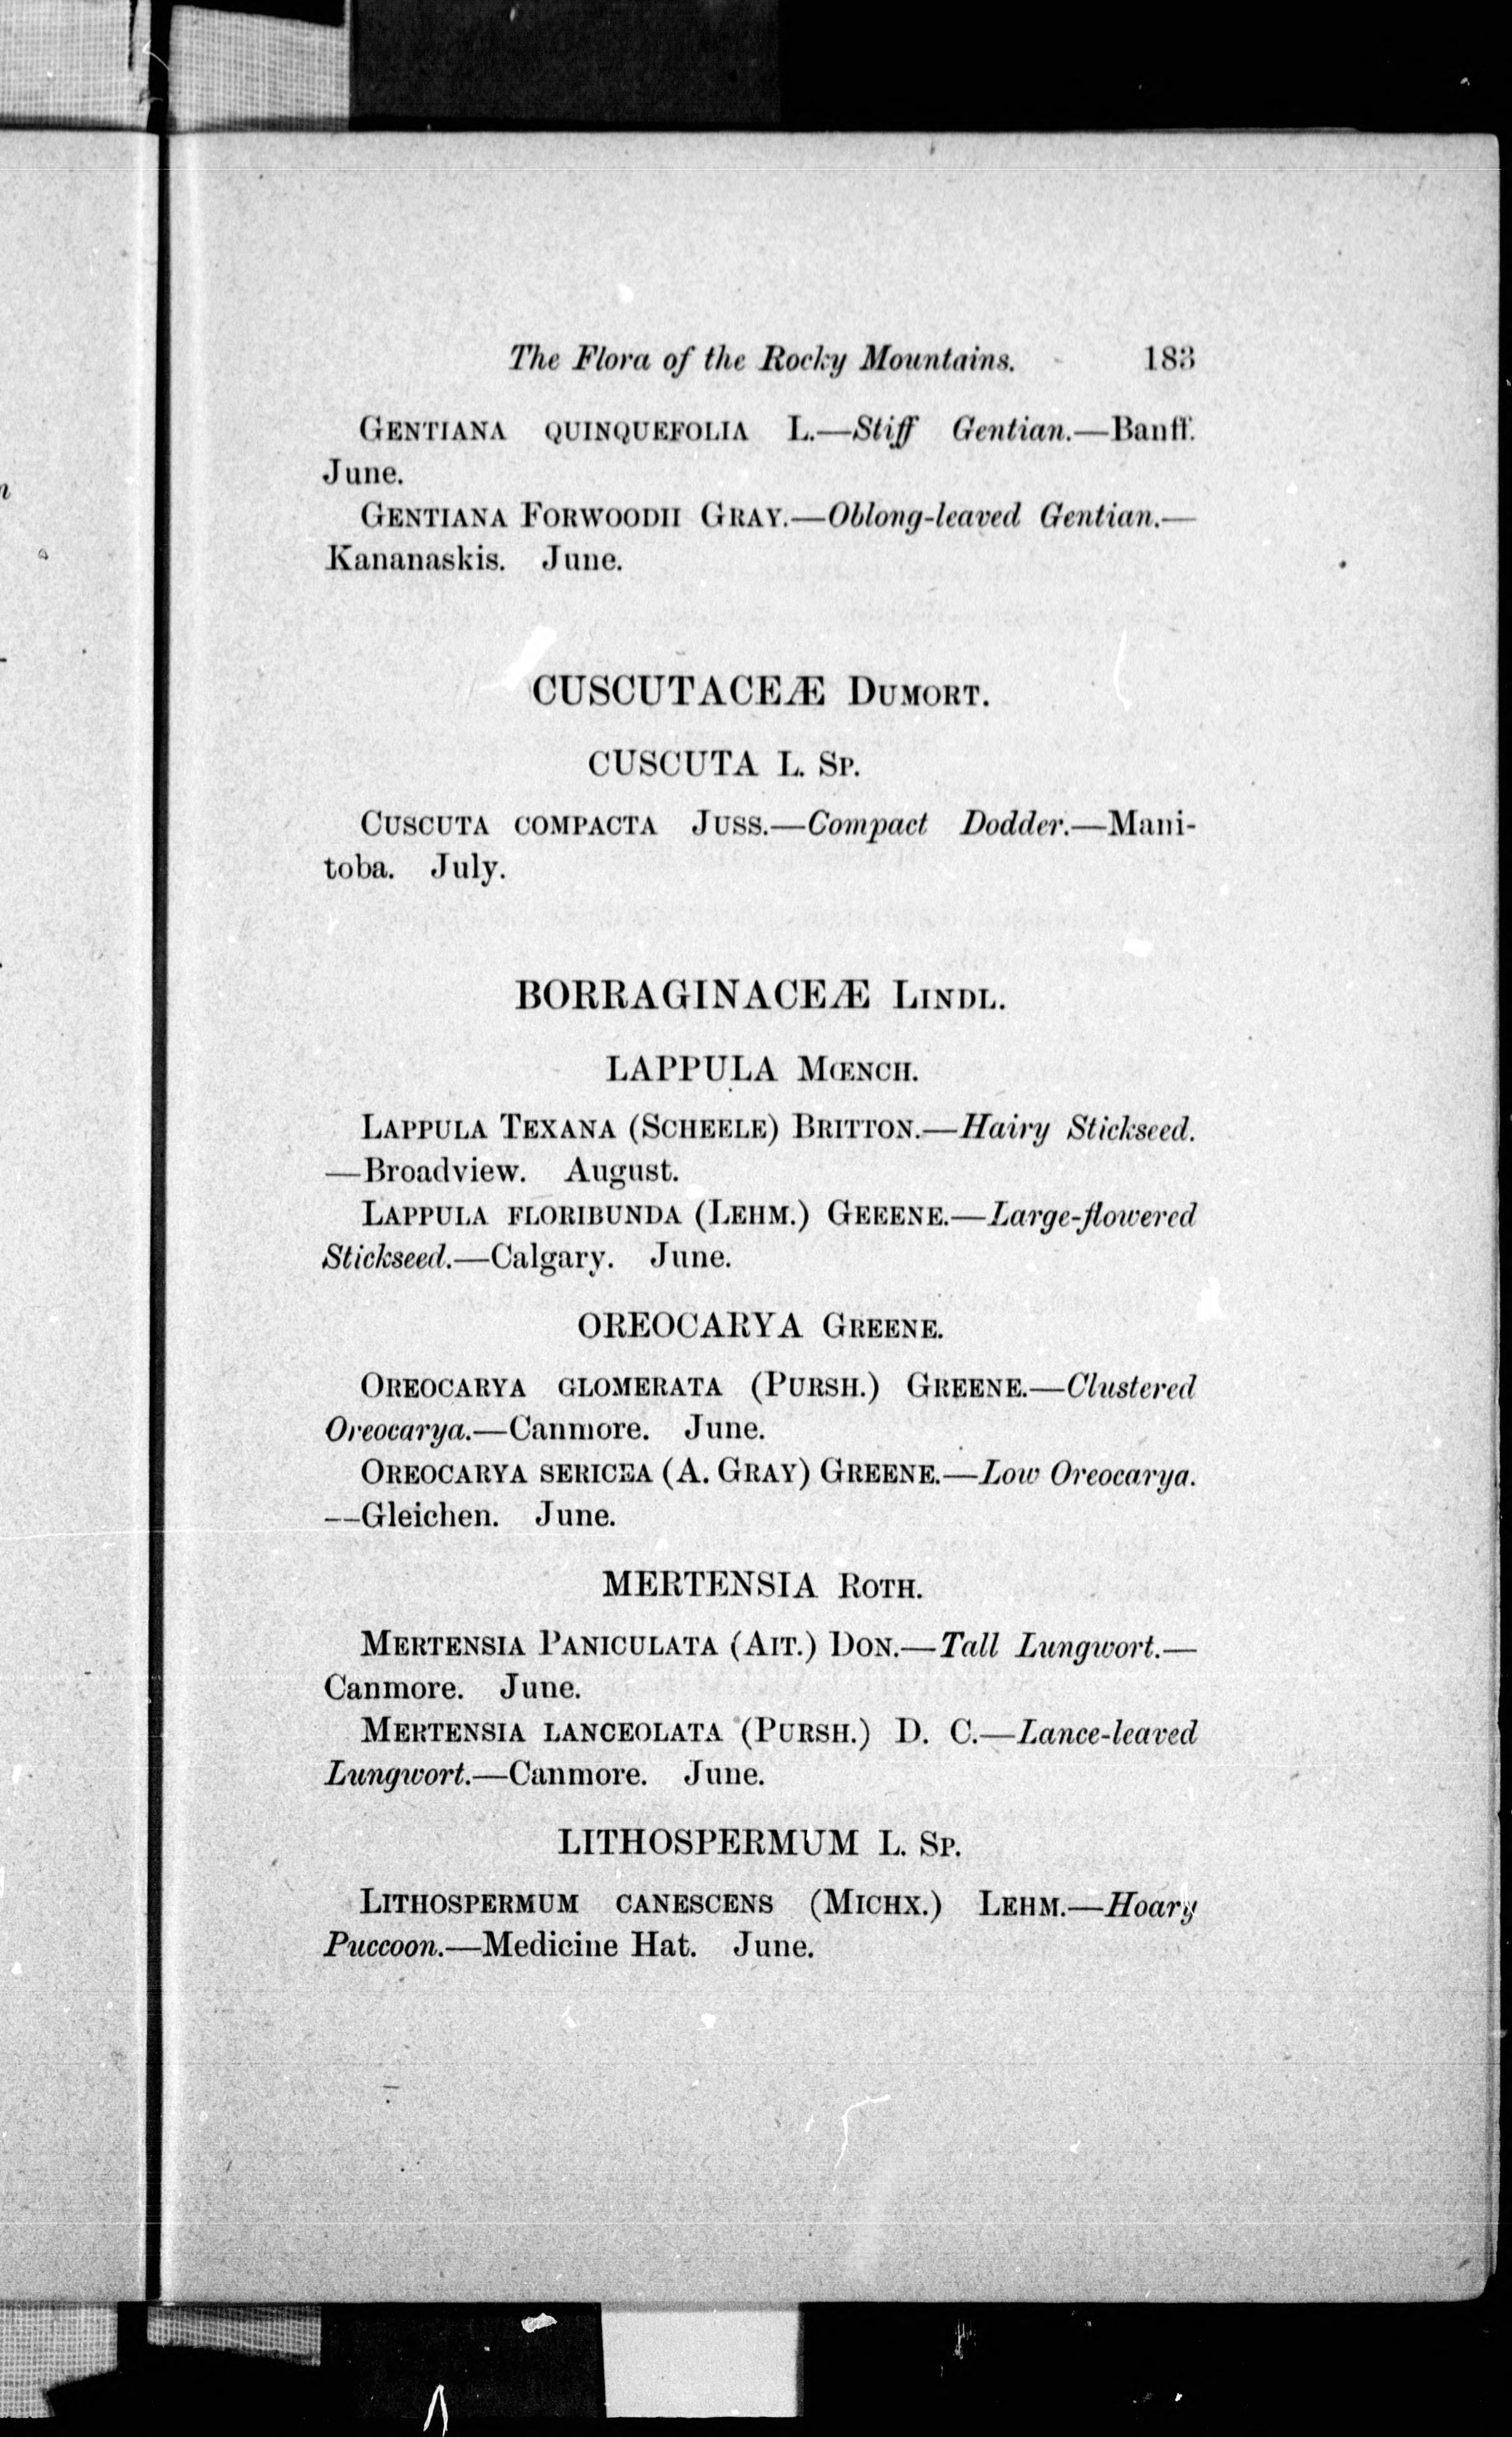 The Flora of the Rocky Mountains. 183
GENTIANA QUINQUEFOLIA L.—Stiff Gentian.—Banff.
June.
GENTIANA FORWOODII GRAY.—Oblong-leaved Gentian.—
Kananaskis. June.
CUSCUTACEÆ DUMORT.
CUSCUTA L. SP.
CUSCUTA COMPACTA JUSS.—Compact Dodder.—Mani-
toba. July.
BORRAGINACEÆ LINDL.
LAPPULA MŒNCH.
LAPPULA TEXANA (SCHEELE) BRITTON.—Hairy Stickseed.
—Broadview. August.
LAPPULA FLORIBUNDA (LEHM.) GEEENE.—Large-flowered
Stickseed.—Calgary. June.
OREOCARYA GREENE.
OREOCARYA GLOMERATA (PURSH.) GREENE.—Clustered
Oreocarya.—Canmore. June.
OREOCARYA SERICEA (A. GRAY) GREENE.—Low Oreocarya.
—Gleichen. June.
MERTENSIA ROTH.
MERTENSIA PANICULATA (AIT.) DON.—Tall Lungwort.—
Canmore. June.
MERTENSIA LANCEOLATA (PURSH.) D. C.—Lance-leaved
Lungwort.—Canmore. June.
LITHOSPERMUM L. SP.
LITHOSPERMUM CANESCENS (MICHX.) LEHM.—Hoary
Puccoon.—Medicine Hat. June.